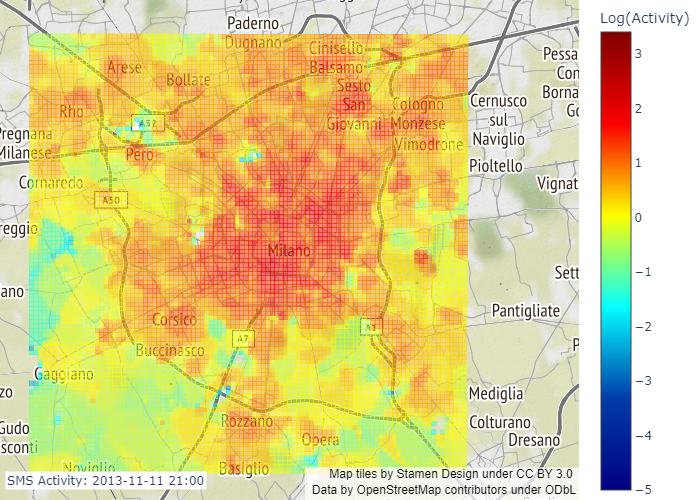 Paderno
Dugnano
Cinisello
Balsamo
Arese
Bollate
Sesto
San
Giovanni
Rho
A52
Cologno
Monzese
Cernusco
sul
Naviglio
Pregnana
Milanese
Pero
Vimodrone
Pioltello
Cornaredo
A50
Vignat
reggio
Milano
Sett
ano
Pantigliate
Corsico
A7
Buccinasco
Gaggiano
zo
Mediglia
Rozzano
Colturano
Dresano
Gudo
sconti
Opera
Noviglio
Basiglio
Pessa
Con
Borna
Go
P
SMS Activity: 2013-11-11 21:00
Map tiles by Stamen Design under CC BY 3.0
Data by OpenStreetMap contributors under ODbL
Log(Activity)
3
2
1
0
−1
−2
−3
−4
−5